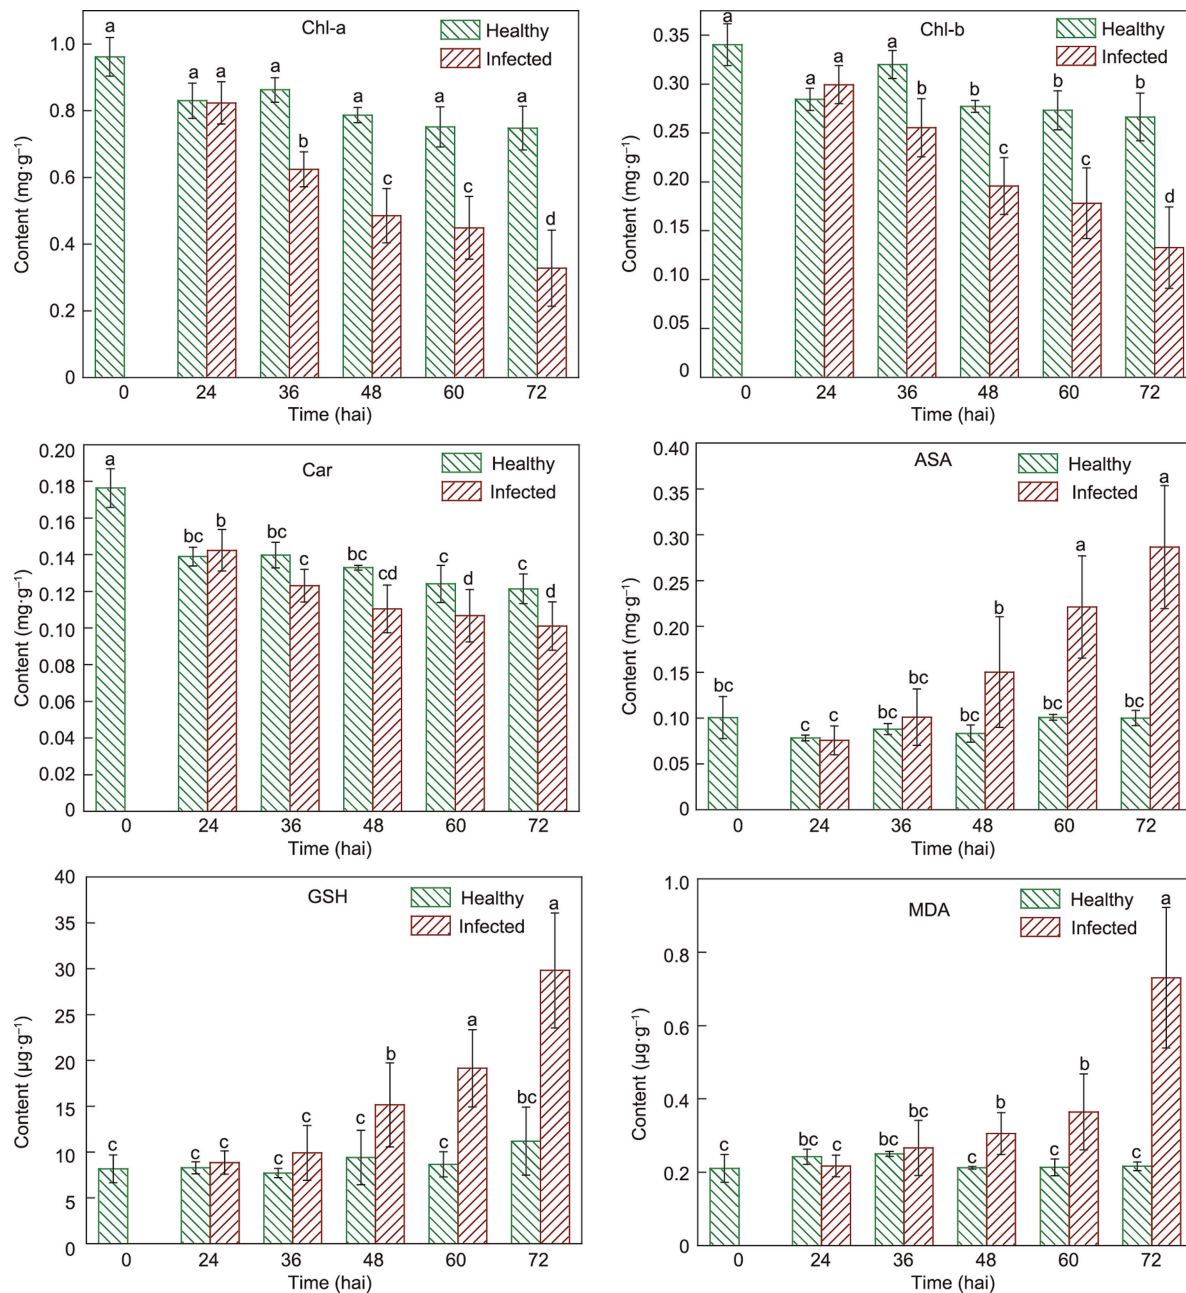 Chl-a
Healthy
Infected
Content (mg·g⁻¹)
1.0
0.8
0.6
0.4
0.2
0
a
a a
a
b
a
c
a
c
a
d
0 24 36 48 60 72
Time (hai)
Chl-b
Healthy
Infected
Content (mg·g⁻¹)
0.35
0.30
0.25
0.20
0.15
0.10
0.05
0
a
a
a
a
b
b
c
b
c
b
d
0 24 36 48 60 72
Time (hai)
Car
Healthy
Infected
Content (mg·g⁻¹)
0.20
0.18
0.16
0.14
0.12
0.10
0.08
0.06
0.04
0.02
0
a
bc
b
bc
c
bc
cd
c
d
c
d
0 24 36 48 60 72
Time (hai)
ASA
Healthy
Infected
Content (mg·g⁻¹)
0.40
0.35
0.30
0.25
0.20
0.15
0.10
0.05
0
bc
c c
bc
bc
bc
b
bc
a
bc
a
0 24 36 48 60 72
Time (hai)
GSH
Healthy
Infected
Content (µg·g⁻¹)
40
35
30
25
20
15
10
5
0
c
c c
c
c
c
b
c
a
bc
a
0 24 36 48 60 72
Time (hai)
MDA
Healthy
Infected
Content (µg·g⁻¹)
1.0
0.8
0.6
0.4
0.2
0
c
bc
c
bc
bc
c
b
c
b
c
a
0 24 36 48 60 72
Time (hai)